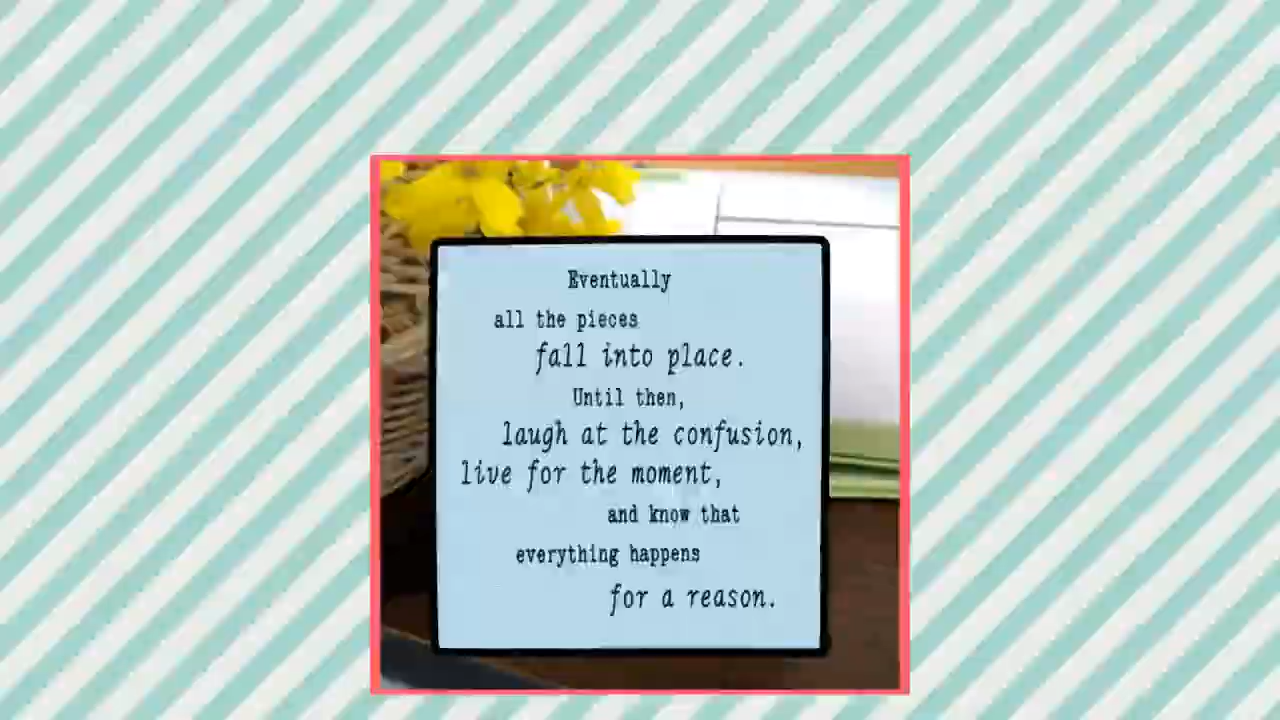 Eventually
all the pieces
fall into place.
Until then,
laugh at the confusion,
live for the moment,
and know that
everything happens
for a reason.